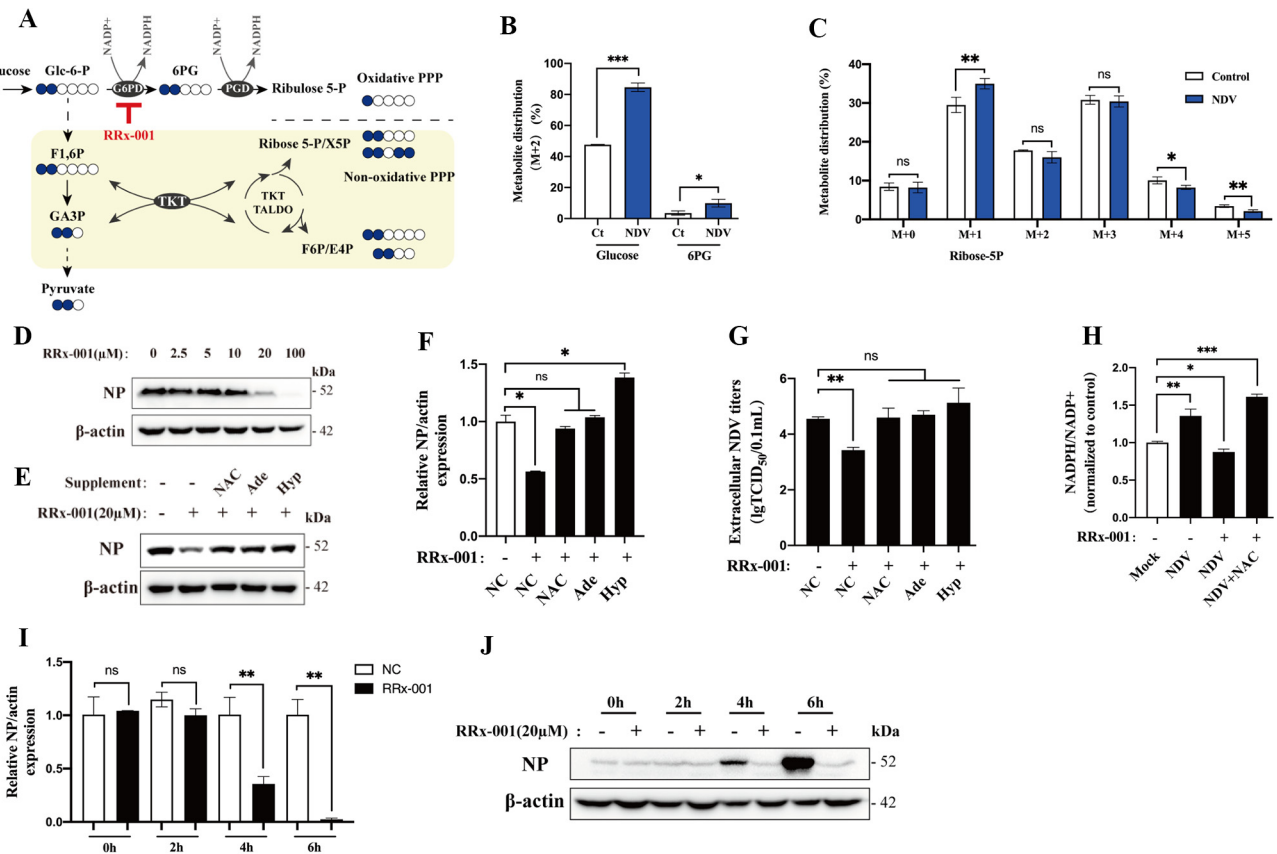 A
NADP+
NADPH
NADP+
NADPH
ucose
Glc-6-P
G6PD
6PG
PGD
Ribulose 5-P
Oxidative PPP
RRx-001
F1,6P
Ribose 5-P/X5P
Non-oxidative PPP
TKT
TKT
TALDO
GA3P
F6P/E4P
Pyruvate
B
Metabolite distribution
(M+2) (%)
100
80
60
40
20
0
***
*
Ct NDV Ct NDV
Glucose 6PG
C
Metabolite distribution (%)
40
30
20
10
0
ns
**
ns
ns
*
**
Control
NDV
M+0 M+1 M+2 M+3 M+4 M+5
Ribose-5P
D
RRx-001(μM): 0 2.5 5 10 20 100
kDa
NP
- 52
β-actin
- 42
E
Supplement: - - NAC Ade Hyp
RRx-001(20μM): - + + + +
kDa
NP
- 52
β-actin
- 42
F
Relative NP/actin
expression
1.5
1.0
0.5
0.0
*
ns
*
RRx-001: - + + + +
NC NC NAC Ade Hyp
G
Extracellular NDV titers
(lgTCID50/0.1mL)
6
4
2
0
ns
**
RRx-001: - + + + +
NC NC NAC Ade Hyp
H
NADPH/NADP+
(normalized to control)
2.0
1.5
1.0
0.5
0.0
***
*
**
RRx-001: - - + +
Mock NDV NDV NDV+NAC
I
Relative NP/actin
expression
1.5
1.0
0.5
0.0
ns
ns
**
**
NC
RRx-001
0h 2h 4h 6h
J
0h 2h 4h 6h
RRx-001(20μM) : - + - + - + - + kDa
NP
- 52
β-actin
- 42